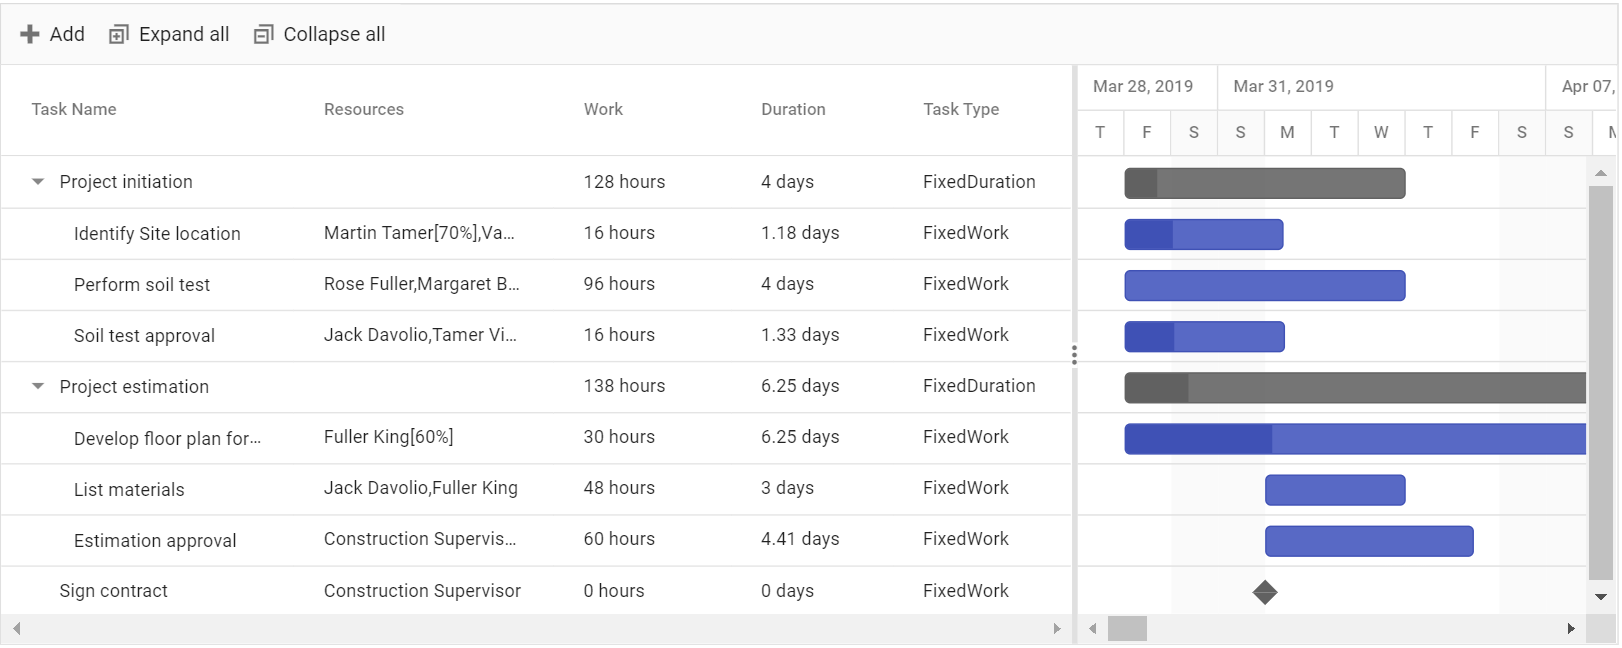 Add Expand all Collapse all
Mar 28, 2019 Mar 31, 2019 Apr 07,
Task Name Resources Work Duration Task Type
T F S S M T W T F S S M
Project initiation 128 hours 4 days FixedDuration
Identify Site location Martin Tamer[70%],Va... 16 hours 1.18 days FixedWork
Perform soil test Rose Fuller,Margaret B... 96 hours 4 days FixedWork
Soil test approval Jack Davolio,Tamer Vi... 16 hours 1.33 days FixedWork
Project estimation 138 hours 6.25 days FixedDuration
Develop floor plan for... Fuller King[60%] 30 hours 6.25 days FixedWork
List materials Jack Davolio,Fuller King 48 hours 3 days FixedWork
Estimation approval Construction Supervis... 60 hours 4.41 days FixedWork
Sign contract Construction Supervisor 0 hours 0 days FixedWork